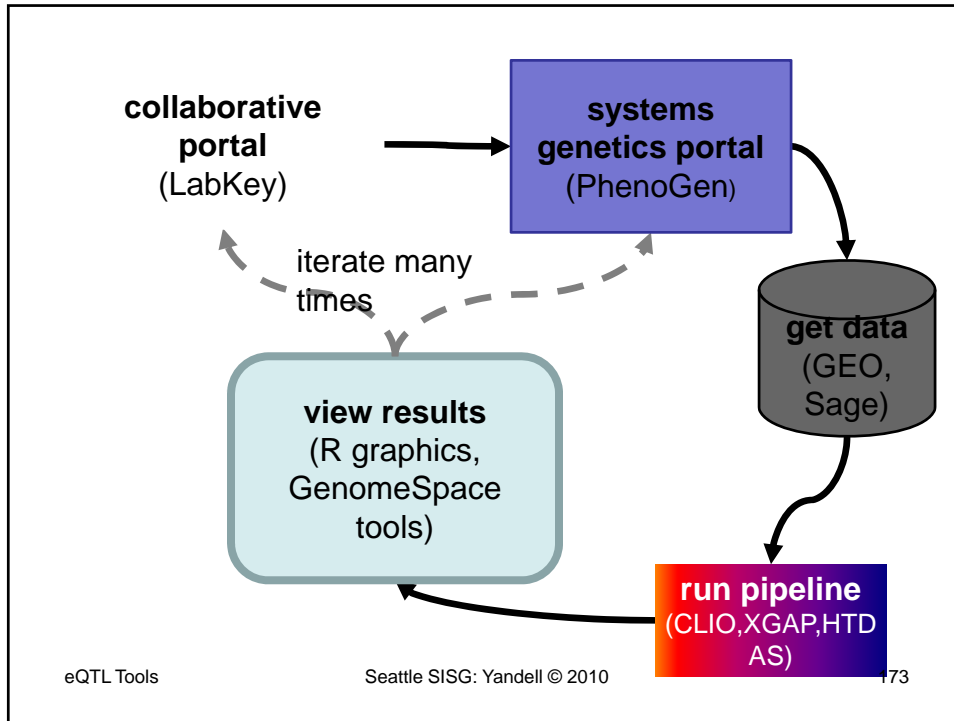 collaborative
portal
(LabKey)
systems
genetics portal
(PhenoGen)
iterate many
times
get data
(GEO,
Sage)
view results
(R graphics,
GenomeSpace
tools)
run pipeline
(CLIO,XGAP,HTD
AS)
eQTL Tools
Seattle SISG: Yandell © 2010
173